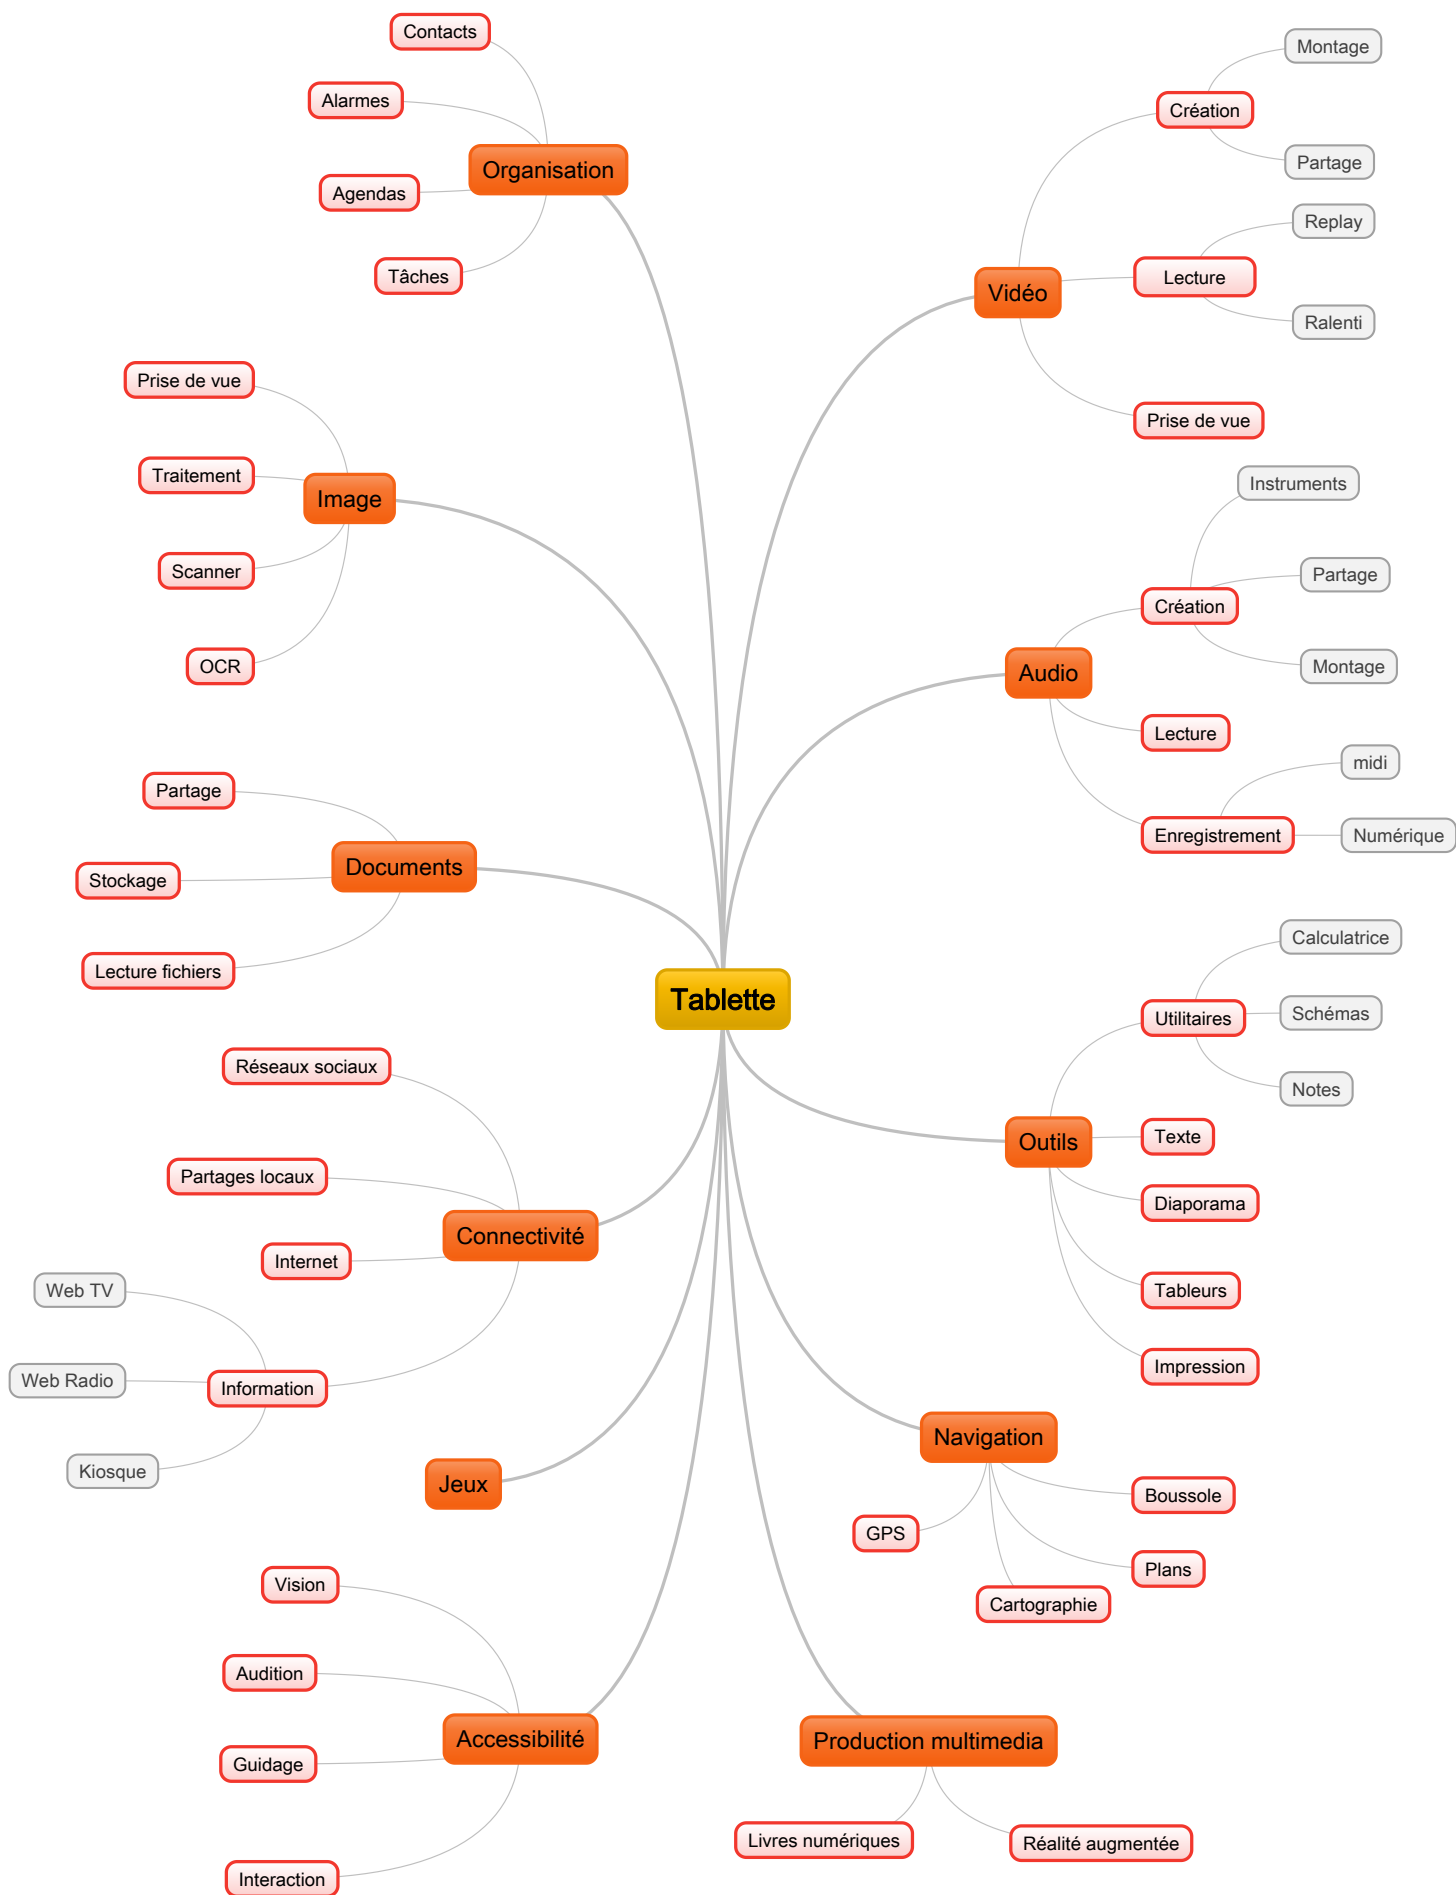 Tablette
Organisation
Contacts
Alarmes
Agendas
Tâches
Image
Prise de vue
Traitement
Scanner
OCR
Documents
Partage
Stockage
Lecture fichiers
Connectivité
Réseaux sociaux
Partages locaux
Internet
Information
Web TV
Web Radio
Kiosque
Jeux
Accessibilité
Vision
Audition
Guidage
Interaction
Vidéo
Création
Montage
Partage
Lecture
Replay
Ralenti
Prise de vue
Audio
Création
Instruments
Partage
Montage
Lecture
Enregistrement
midi
Numérique
Outils
Utilitaires
Calculatrice
Schémas
Notes
Texte
Diaporama
Tableurs
Impression
Navigation
Boussole
GPS
Plans
Cartographie
Production multimedia
Livres numériques
Réalité augmentée